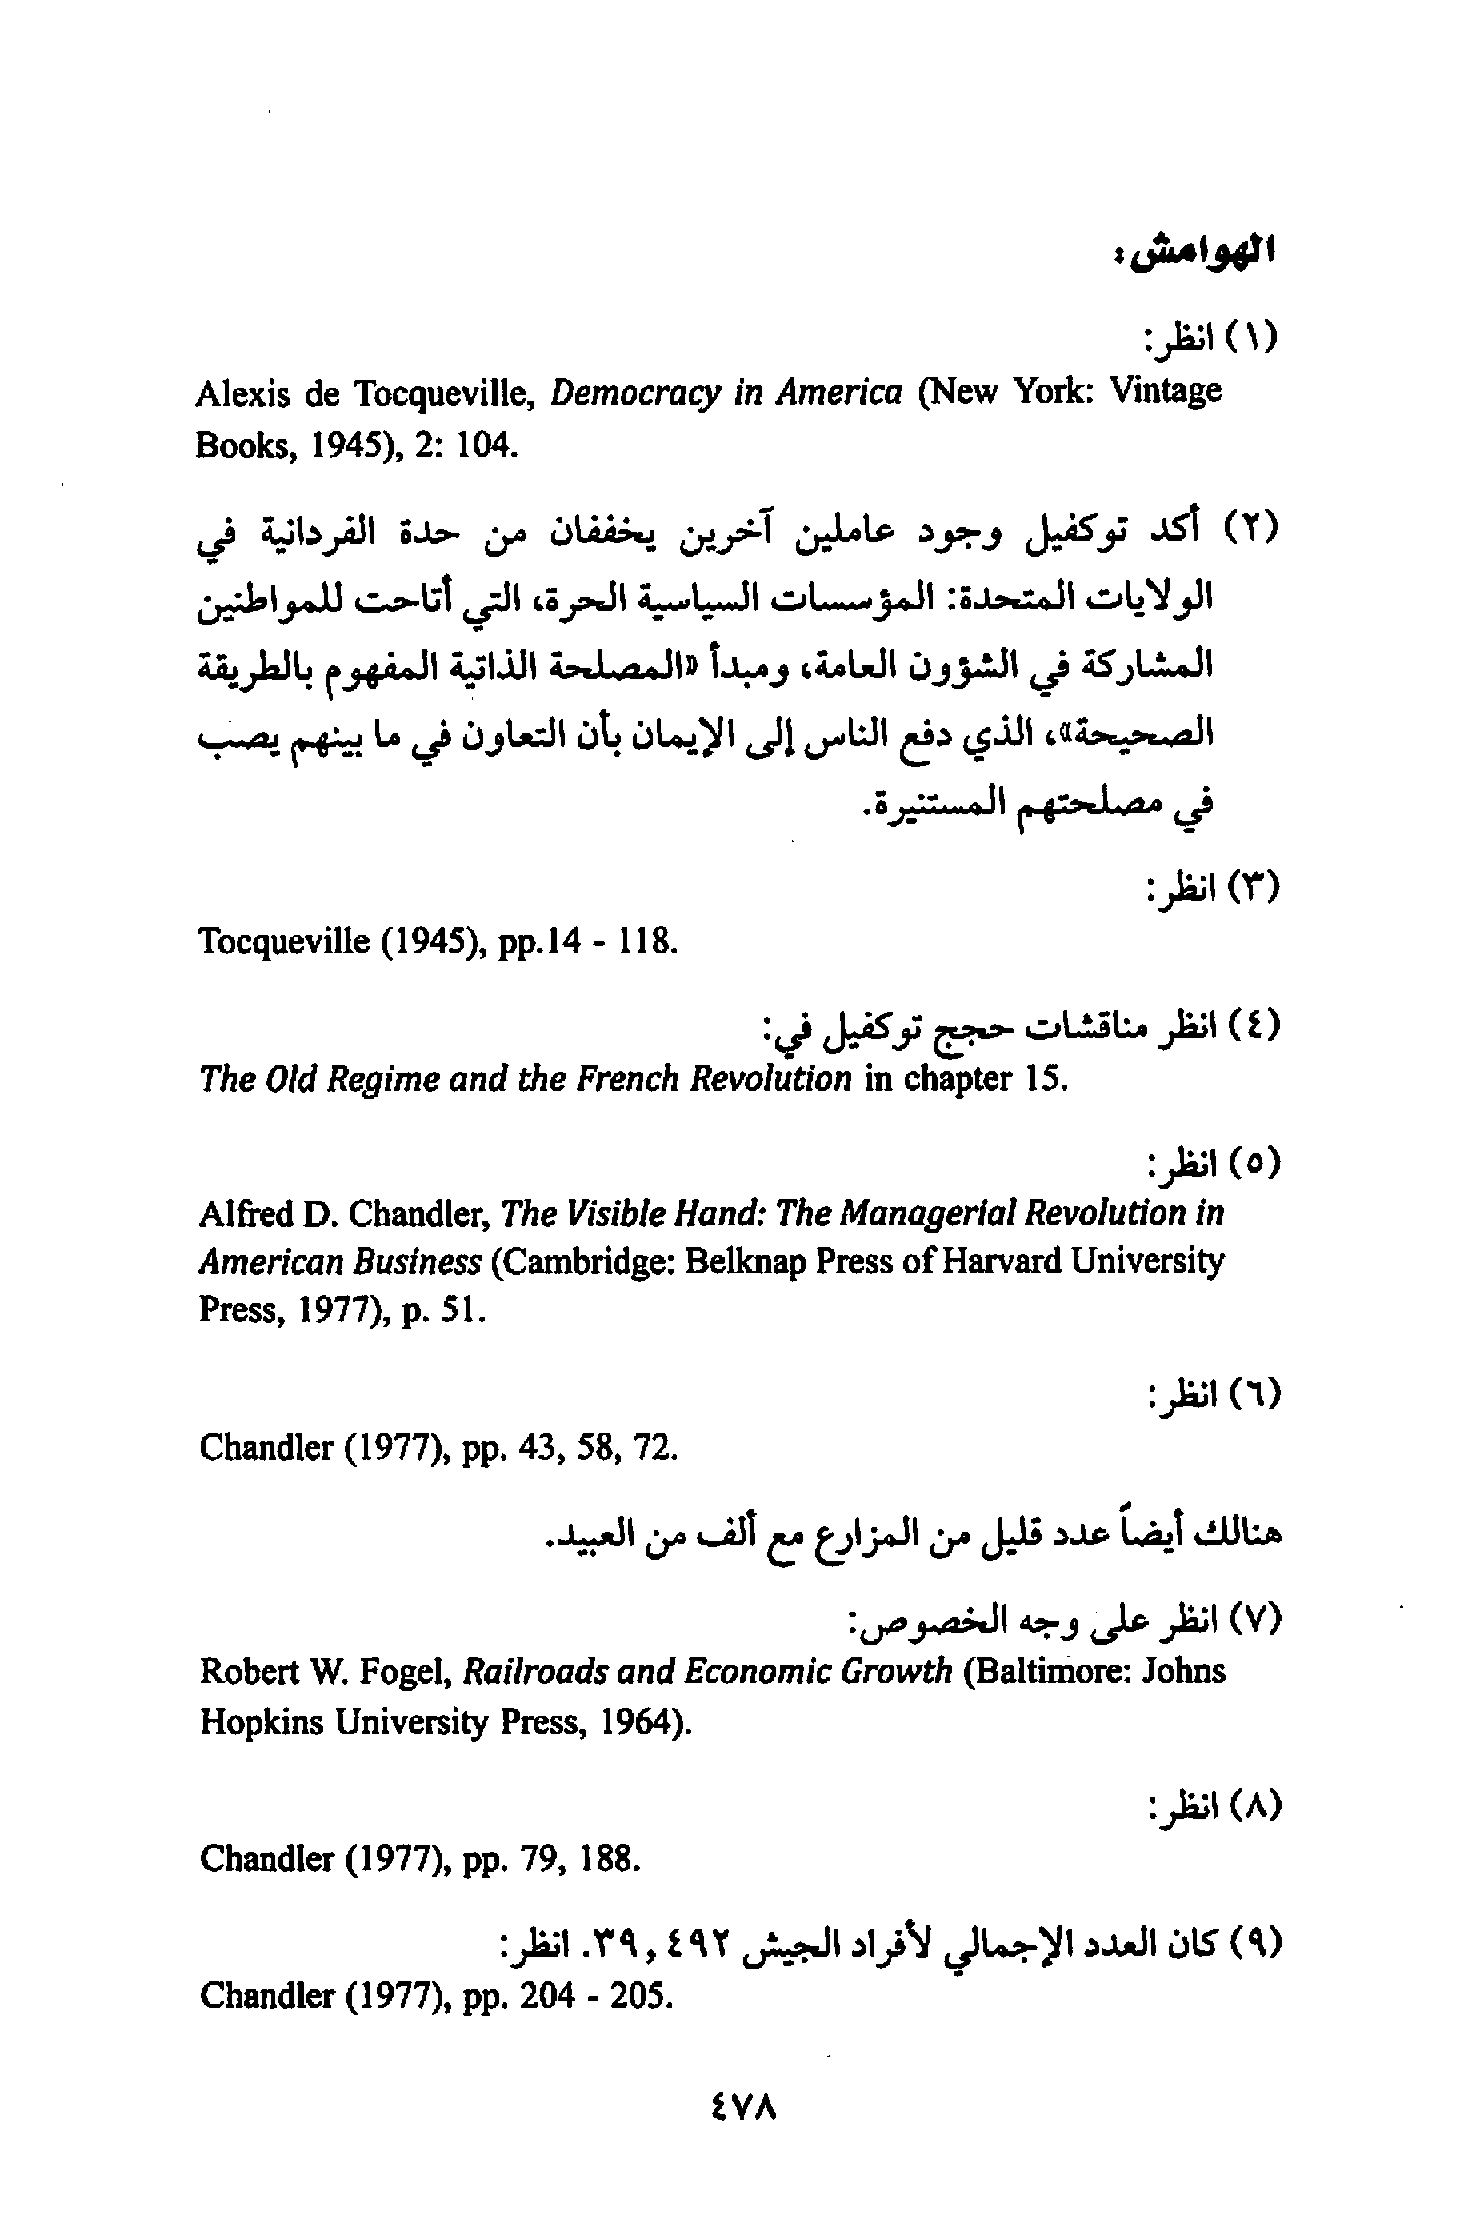 الهوامش:
(١) انظر:
Alexis de Tocqueville, Democracy in America (New York: Vintage
Books, 1945), 2: 104.
(٢) أكد توكفيل وجود عاملين آخرين يخففان من حدة الفردانية في
الولايات المتحدة: المؤسسات السياسية الحرة، التي أتاحت للمواطنين
المشاركة في الشؤون العامة، ومبدأ «المصلحة الذاتية المفهوم بالطريقة
الصحيحة»، الذي دفع الناس إلى الإيمان بأن التعاون في ما بينهم يصب
في مصلحتهم المستنيرة.
(٣) انظر:
Tocqueville (1945), pp.14 - 118.
(٤) انظر مناقشات حجج توكفيل في:
The Old Regime and the French Revolution in chapter 15.
(٥) انظر:
Alfred D. Chandler, The Visible Hand: The Managerial Revolution in
American Business (Cambridge: Belknap Press of Harvard University
Press, 1977), p. 51.
(٦) انظر:
Chandler (1977), pp. 43, 58, 72.
هنالك أيضاً عدد قليل من المزارع مع ألف من العبيد.
(٧) انظر على وجه الخصوص:
Robert W. Fogel, Railroads and Economic Growth (Baltimore: Johns
Hopkins University Press, 1964).
(٨) انظر:
Chandler (1977), pp. 79, 188.
(٩) كان العدد الإجمالي لأفراد الجيش ٣٩,٤٩٢. انظر:
Chandler (1977), pp. 204 - 205.
٤٧٨